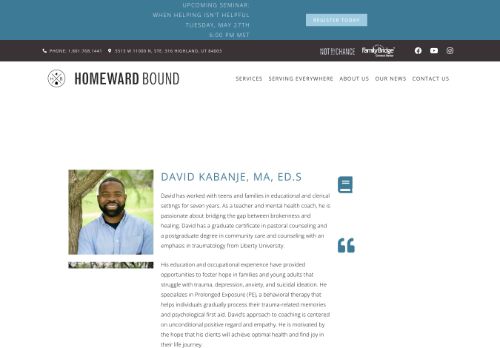 UPCOMING SEMINAR:
WHEN HELPING ISN'T HELPFUL
TUESDAY, MAY 27TH
6:00 PM MST
REGISTER TODAY
PHONE: 1.801.768.1441
5513 W 11000 N, STE. 316 HIGHLAND, UT 84003
NOT BY CHANCE
FamilyBridge
HOMEWARD BOUND
SERVICES
SERVING EVERYWHERE
ABOUT US
OUR NEWS
CONTACT US
DAVID KABANJE, MA, ED.S
David has worked with teens and families in educational and clinical
settings for seven years. As a teacher and mental health coach, he is
passionate about bridging the gap between brokenness and
healing. David has a graduate certificate in pastoral counseling and
a postgraduate degree in community care and counseling with an
emphasis in traumatology from Liberty University.
His education and occupational experience have provided
opportunities to foster hope in families and young adults that
struggle with trauma, depression, anxiety, and suicidal ideation. He
specializes in Prolonged Exposure (PE), a behavioral therapy that
helps individuals gradually process their trauma-related memories
and psychological first aid. David's approach to coaching is centered
on unconditional positive regard and empathy. He is motivated by
the hope that his clients will achieve optimal health and find joy in
their life journey.